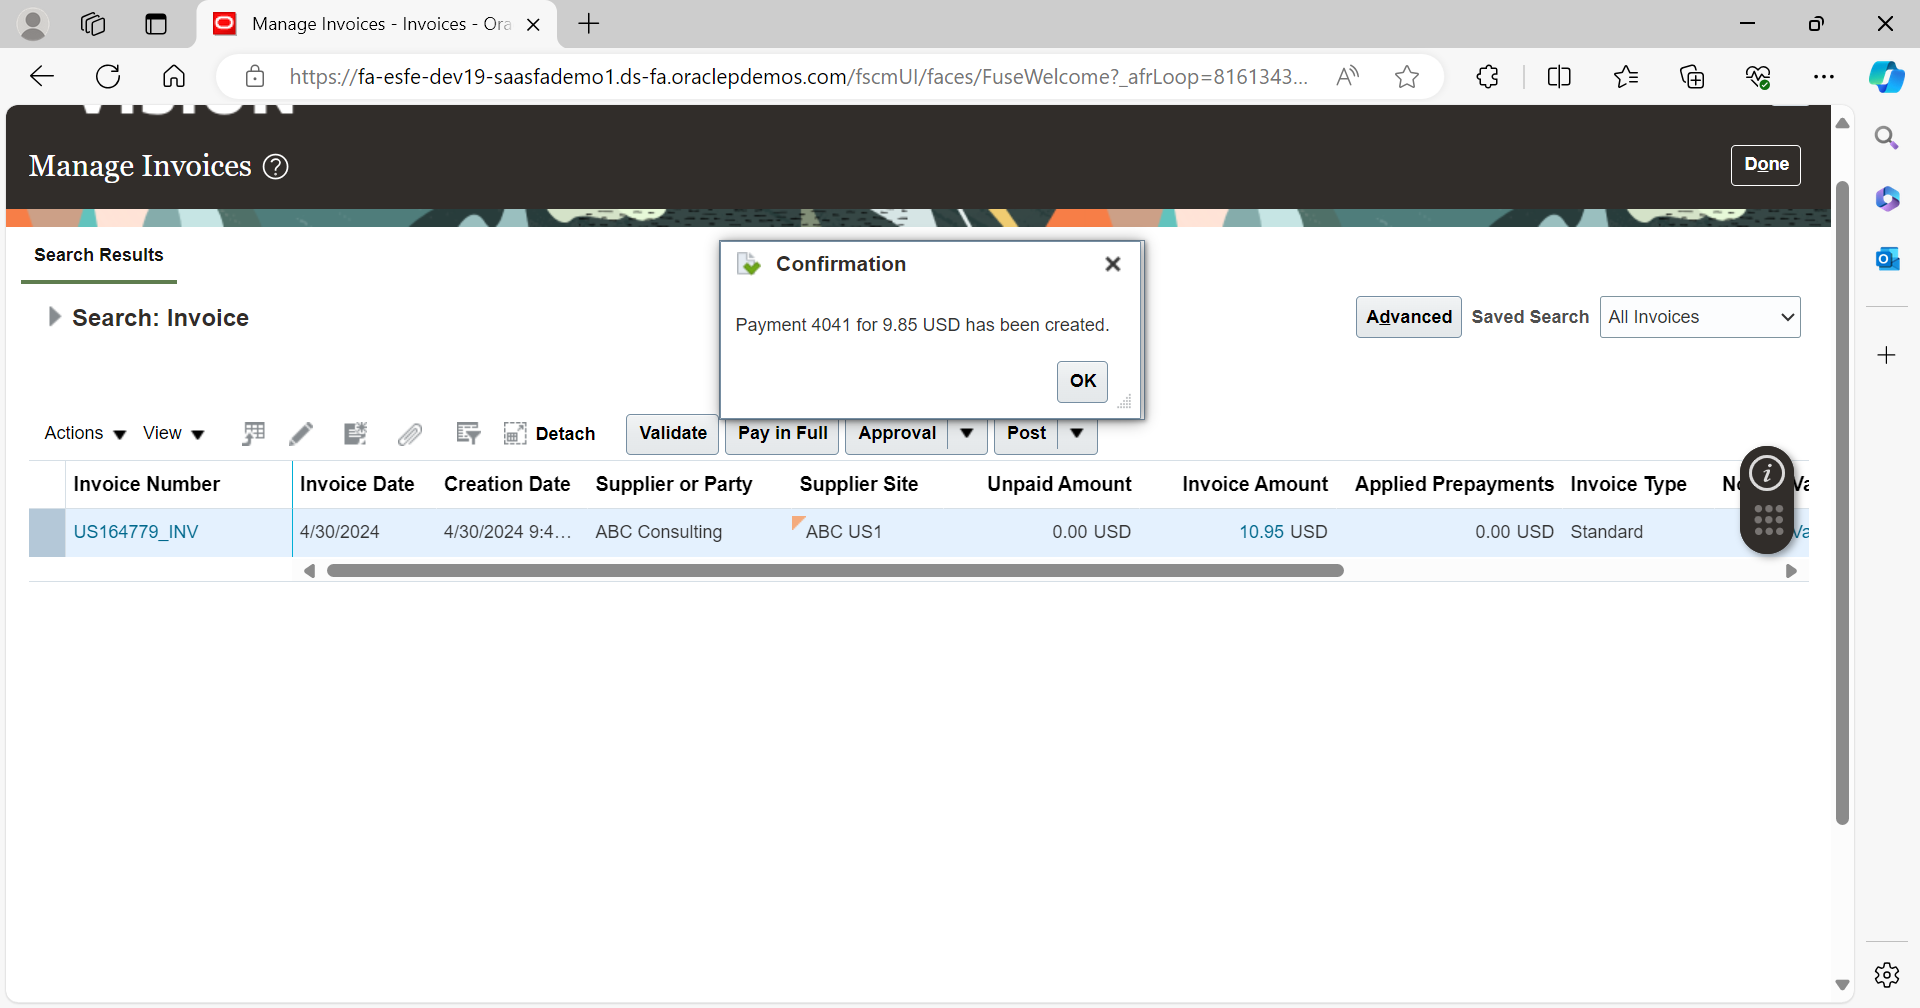 Manage Invoices - Invoices - Ora
https://fa-esfe-dev19-saasfademo1.ds-fa.oraclepdemos.com/fscmUI/faces/FuseWelcome?_afrLoop=8161343...
VISION
Manage Invoices
Done
Search Results
Confirmation
Payment 4041 for 9.85 USD has been created.
OK
Search: Invoice
Advanced Saved Search All Invoices
Actions View Detach Validate Pay in Full Approval Post
Invoice Number Invoice Date Creation Date Supplier or Party Supplier Site Unpaid Amount Invoice Amount Applied Prepayments Invoice Type
US164779_INV 4/30/2024 4/30/2024 9:4... ABC Consulting ABC US1 0.00 USD 10.95 USD 0.00 USD Standard